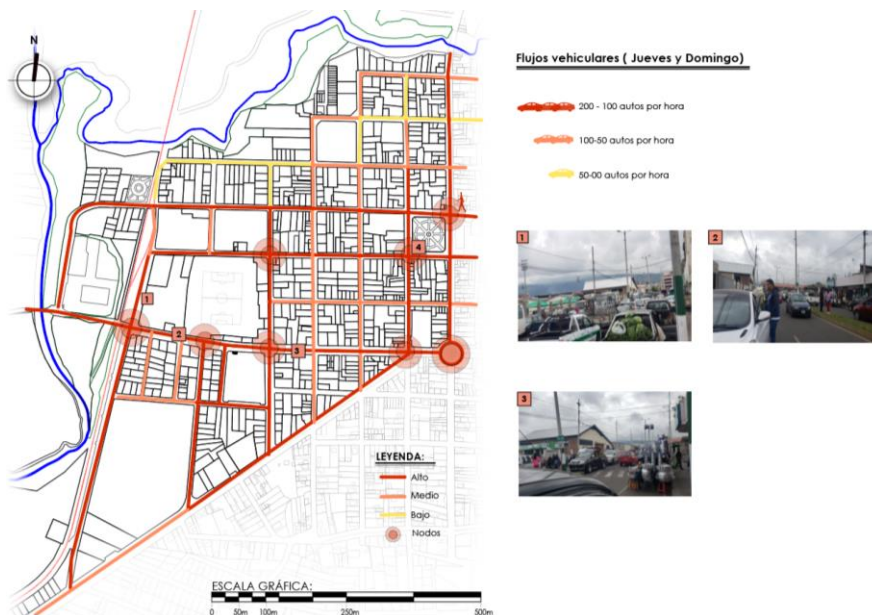 N
Flujos vehiculares ( Jueves y Domingo)
200 - 100 autos por hora
100-50 autos por hora
50-00 autos por hora
1
2
3
4
1
2
3
LEYENDA:
Alto
Medio
Bajo
Nodos
ESCALA GRÁFICA:
0 50m 100m 250m 500m